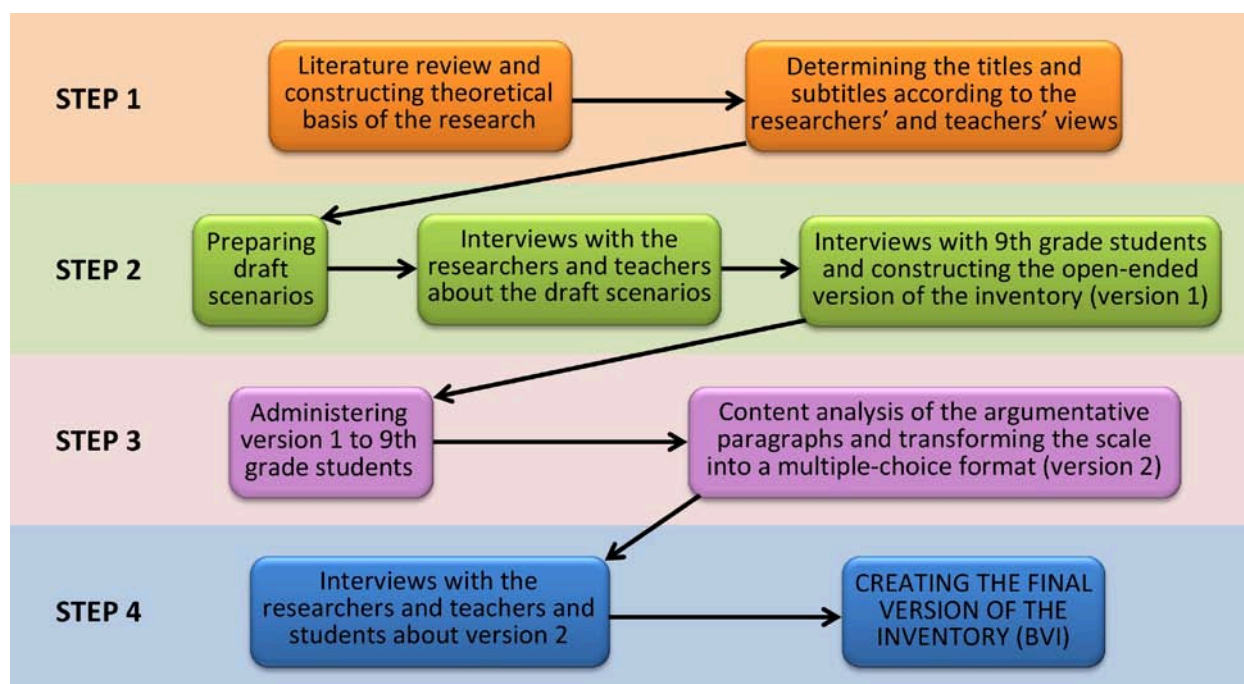 STEP 1
Literature review and
constructing theoretical
basis of the research
Determining the titles and
subtitles according to the
researchers’ and teachers’ views
STEP 2
Preparing
draft
scenarios
Interviews with the
researchers and teachers
about the draft scenarios
Interviews with 9th grade students
and constructing the open-ended
version of the inventory (version 1)
STEP 3
Administering
version 1 to 9th
grade students
Content analysis of the argumentative
paragraphs and transforming the scale
into a multiple-choice format (version 2)
STEP 4
Interviews with the
researchers and teachers and
students about version 2
CREATING THE FINAL
VERSION OF THE
INVENTORY (BVI)